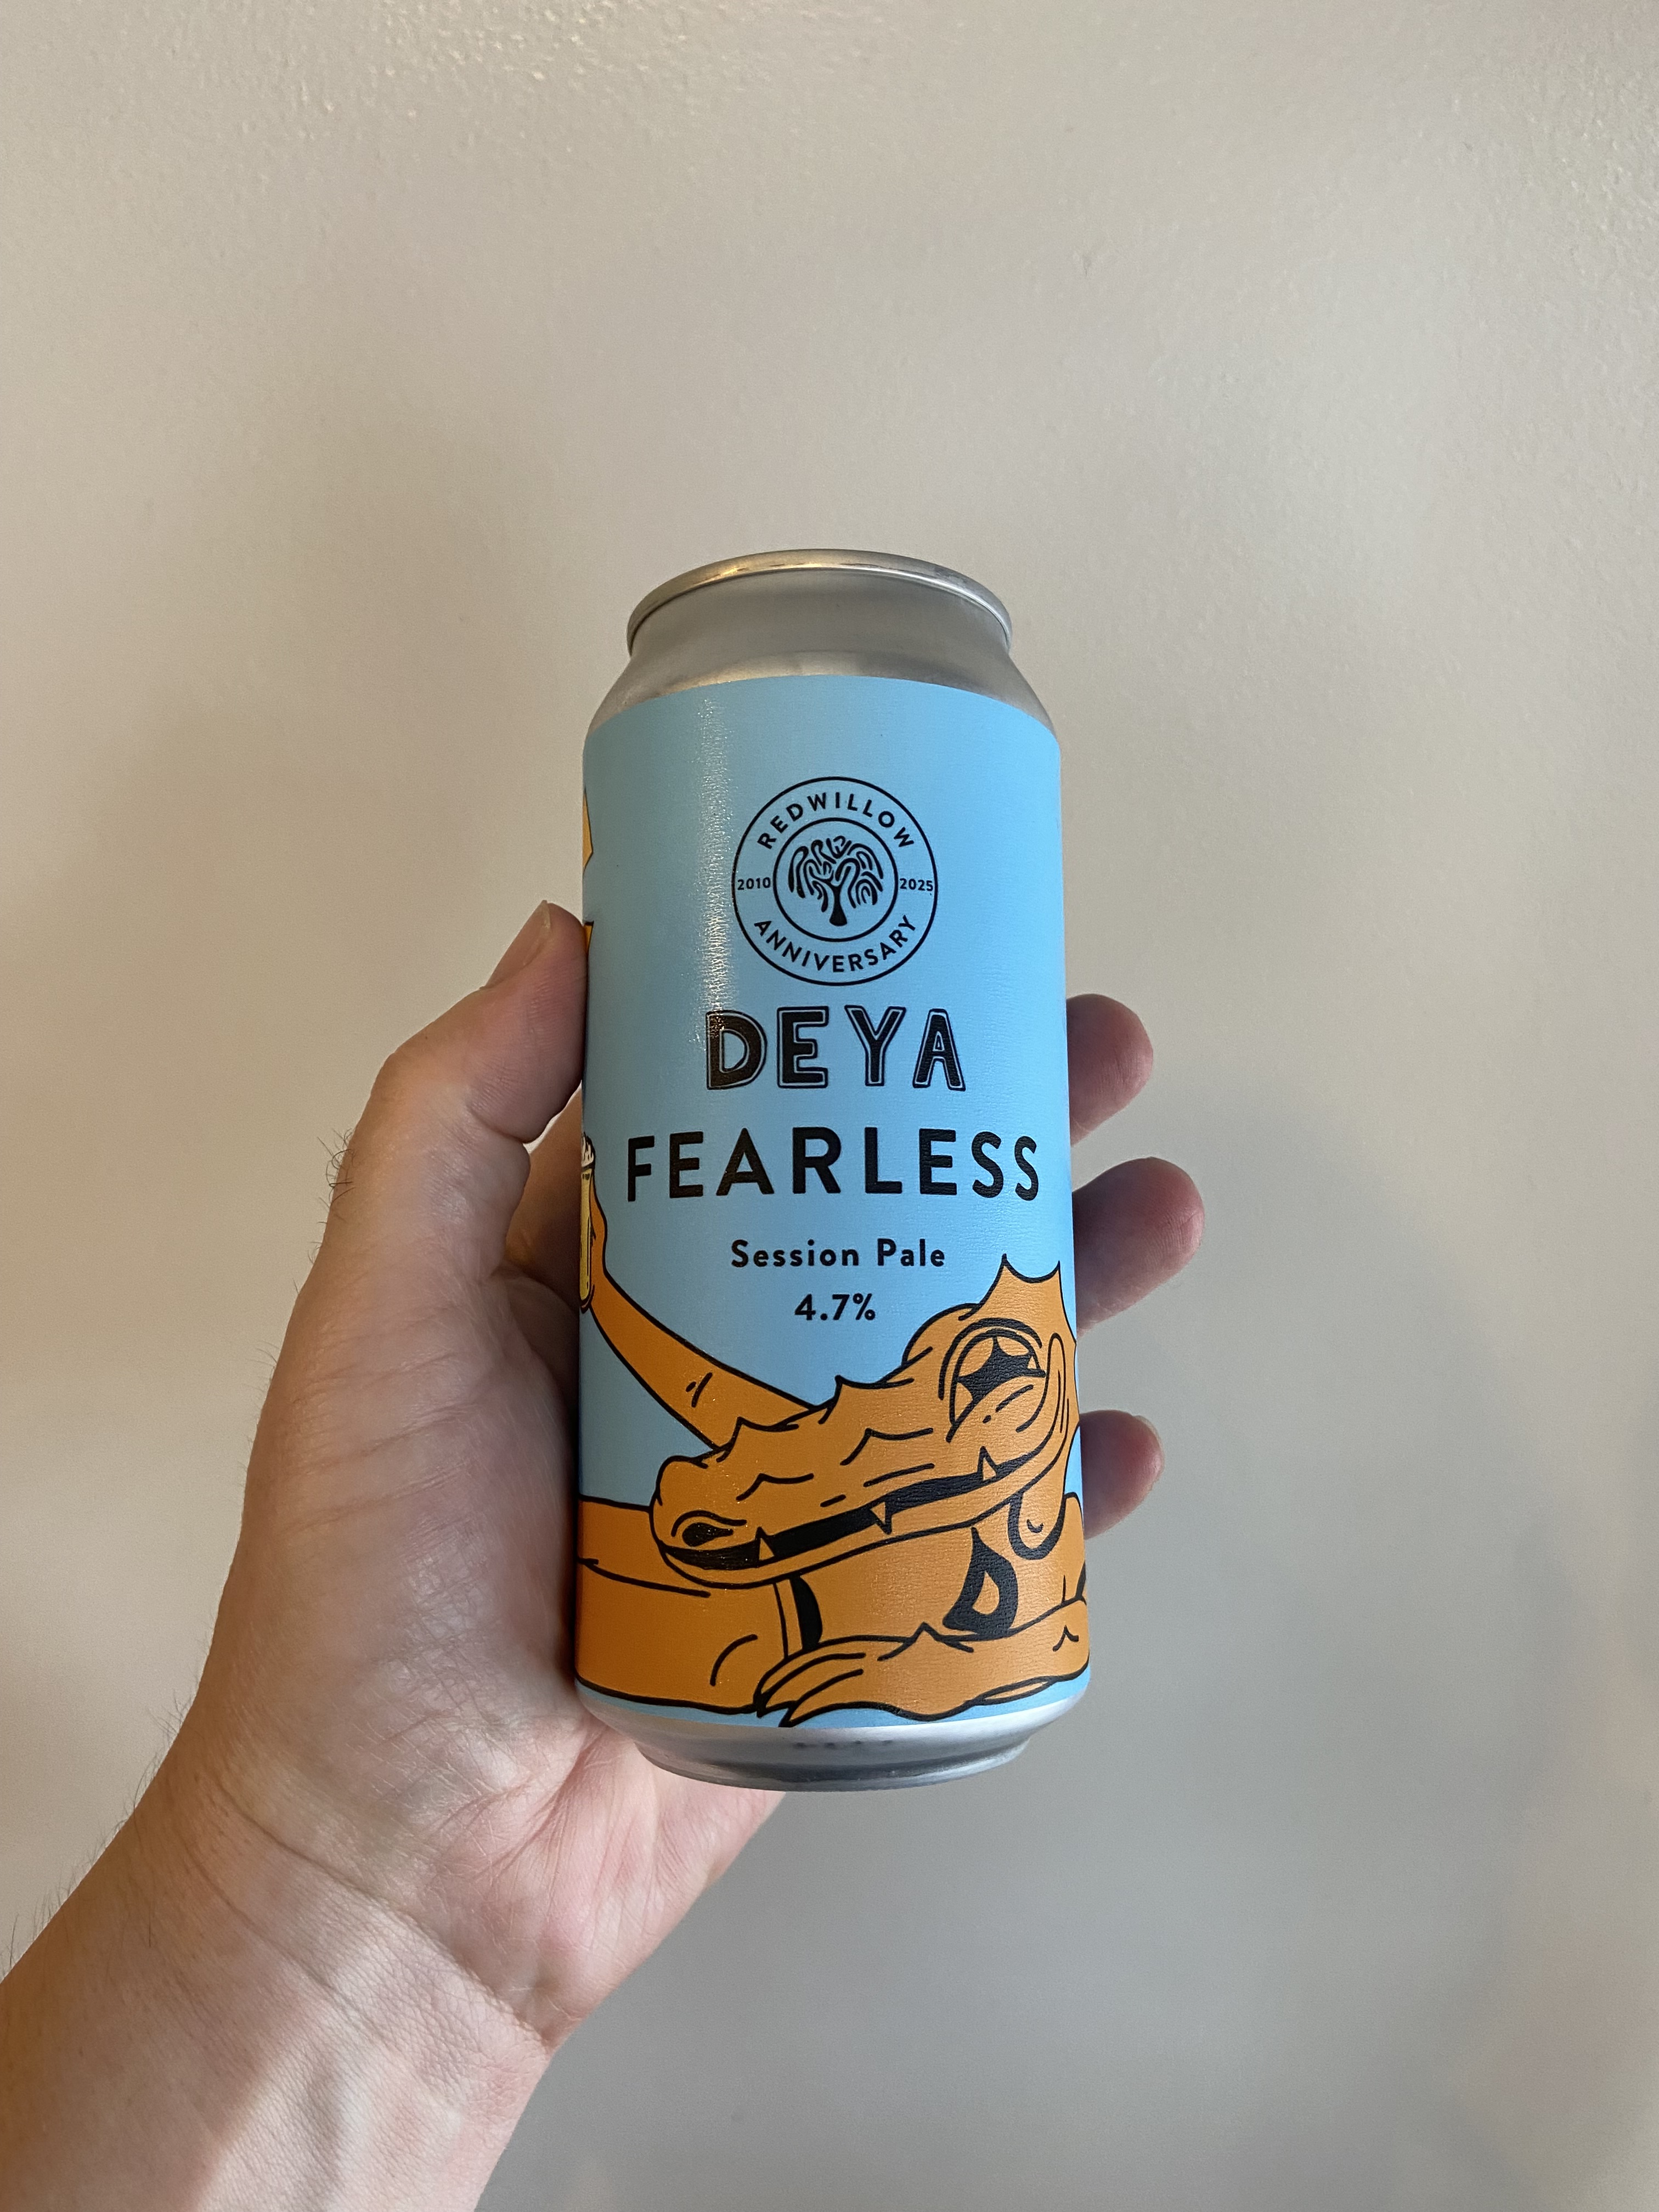 REDWILLOW
2010 2025
ANNIVERSARY
DEYA
FEARLESS
Session Pale
4.7%